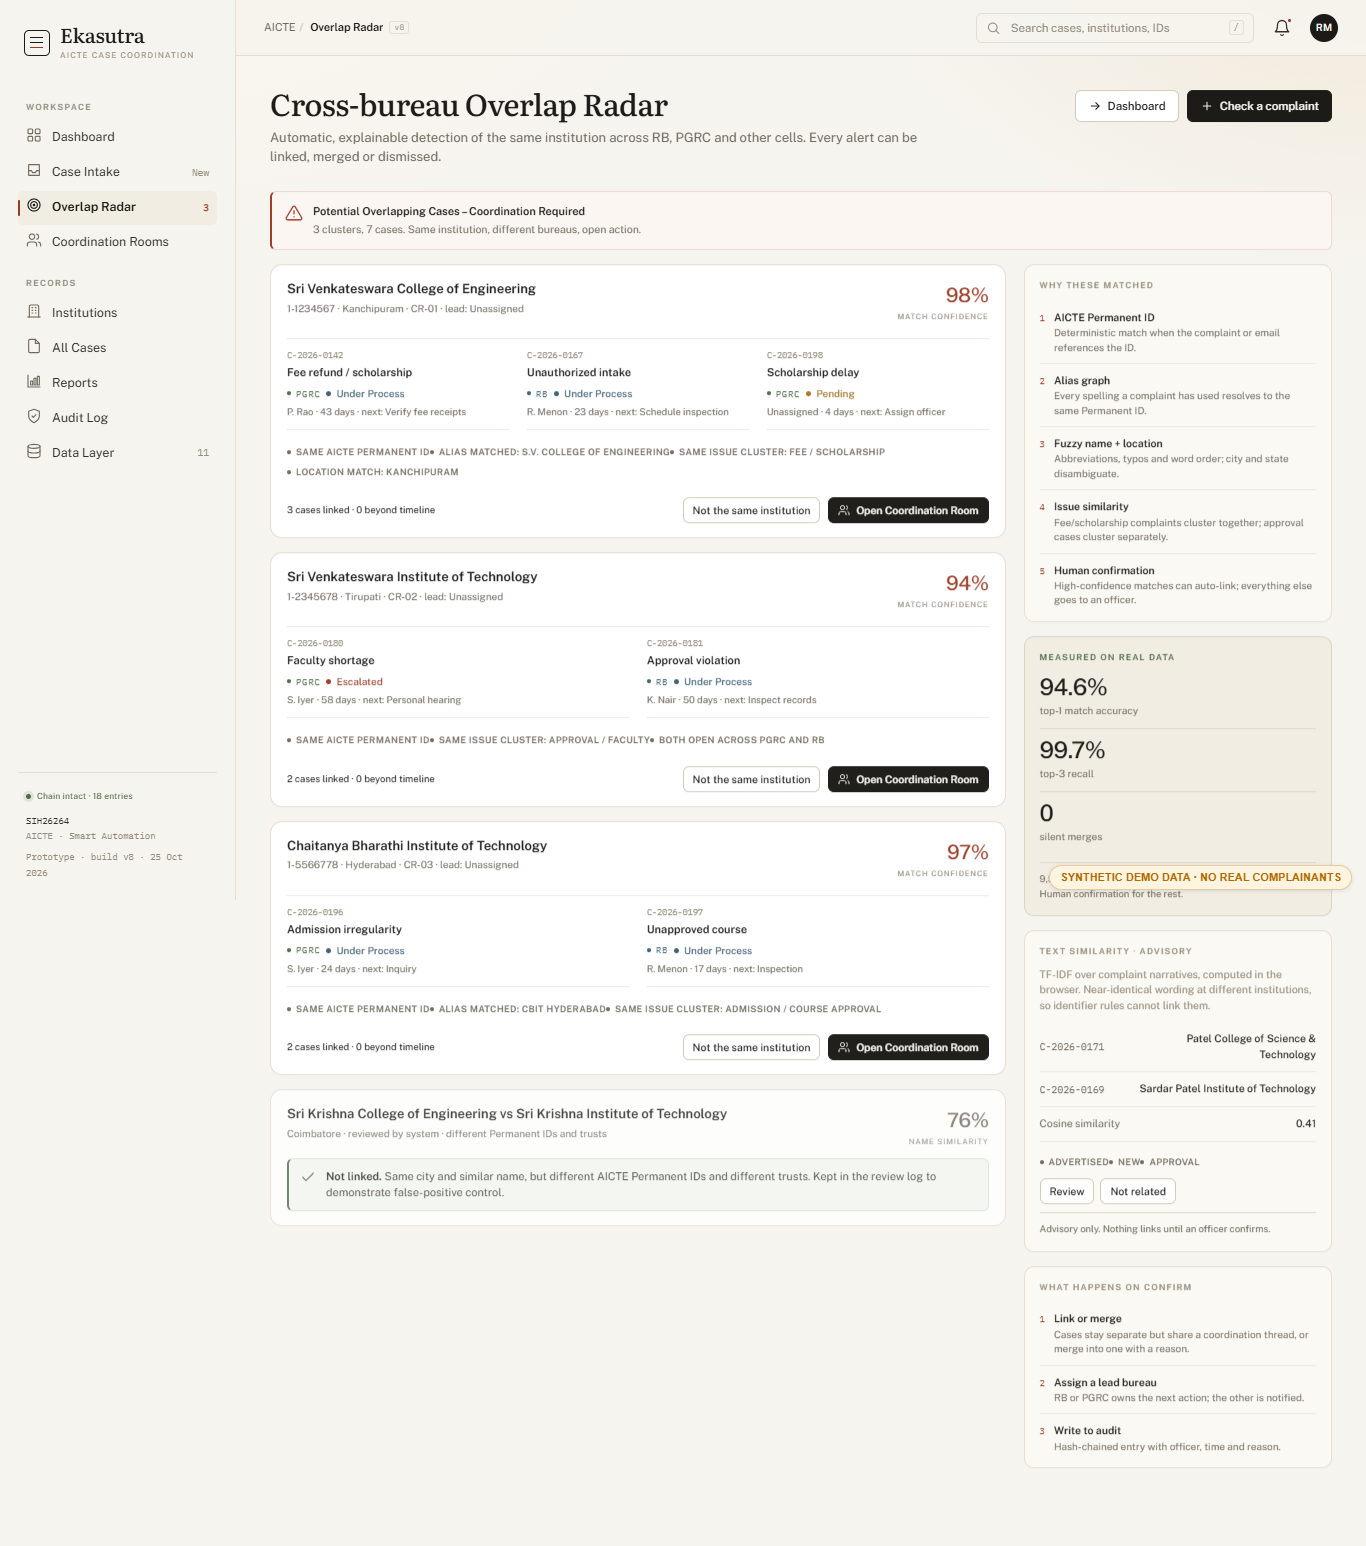 Ekasutra
AICTE CASE COORDINATION
WORKSPACE
Dashboard
Case Intake New
Overlap Radar 3
Coordination Rooms
RECORDS
Institutions
All Cases
Reports
Audit Log
Data Layer 11
Chain intact · 18 entries
SIH26264
AICTE · Smart Automation
Prototype · build v8 · 25 Oct
2026
AICTE / Overlap Radar v8
Search cases, institutions, IDs /
RM
Cross-bureau Overlap Radar
Automatic, explainable detection of the same institution across RB, PGRC and other cells. Every alert can be
linked, merged or dismissed.
Dashboard
Check a complaint
Potential Overlapping Cases – Coordination Required
3 clusters, 7 cases. Same institution, different bureaus, open action.
Sri Venkateswara College of Engineering
1-1234567 · Kanchipuram · CR-01 · lead: Unassigned
98%
MATCH CONFIDENCE
C-2026-0142
Fee refund / scholarship
PGRC Under Process
P. Rao · 43 days · next: Verify fee receipts
C-2026-0167
Unauthorized intake
RB Under Process
R. Menon · 23 days · next: Schedule inspection
C-2026-0198
Scholarship delay
PGRC Pending
Unassigned · 4 days · next: Assign officer
SAME AICTE PERMANENT ID ALIAS MATCHED: S.V. COLLEGE OF ENGINEERING SAME ISSUE CLUSTER: FEE / SCHOLARSHIP
LOCATION MATCH: KANCHIPURAM
3 cases linked · 0 beyond timeline
Not the same institution
Open Coordination Room
Sri Venkateswara Institute of Technology
1-2345678 · Tirupati · CR-02 · lead: Unassigned
94%
MATCH CONFIDENCE
C-2026-0180
Faculty shortage
PGRC Escalated
S. Iyer · 58 days · next: Personal hearing
C-2026-0181
Approval violation
RB Under Process
K. Nair · 50 days · next: Inspect records
SAME AICTE PERMANENT ID SAME ISSUE CLUSTER: APPROVAL / FACULTY BOTH OPEN ACROSS PGRC AND RB
2 cases linked · 0 beyond timeline
Not the same institution
Open Coordination Room
Chaitanya Bharathi Institute of Technology
1-5566778 · Hyderabad · CR-03 · lead: Unassigned
97%
MATCH CONFIDENCE
C-2026-0196
Admission irregularity
PGRC Under Process
S. Iyer · 24 days · next: Inquiry
C-2026-0197
Unapproved course
RB Under Process
R. Menon · 17 days · next: Inspection
SAME AICTE PERMANENT ID ALIAS MATCHED: CBIT HYDERABAD SAME ISSUE CLUSTER: ADMISSION / COURSE APPROVAL
2 cases linked · 0 beyond timeline
Not the same institution
Open Coordination Room
Sri Krishna College of Engineering vs Sri Krishna Institute of Technology
Coimbatore · reviewed by system · different Permanent IDs and trusts
76%
NAME SIMILARITY
Not linked. Same city and similar name, but different AICTE Permanent IDs and different trusts. Kept in the review log to
demonstrate false-positive control.
WHY THESE MATCHED
1 AICTE Permanent ID
Deterministic match when the complaint or email
references the ID.
2 Alias graph
Every spelling a complaint has used resolves to the
same Permanent ID.
3 Fuzzy name + location
Abbreviations, typos and word order; city and state
disambiguate.
4 Issue similarity
Fee/scholarship complaints cluster together; approval
cases cluster separately.
5 Human confirmation
High-confidence matches can auto-link; everything else
goes to an officer.
MEASURED ON REAL DATA
94.6%
top-1 match accuracy
99.7%
top-3 recall
0
silent merges
SYNTHETIC DEMO DATA · NO REAL COMPLAINANTS
Human confirmation for the rest.
TEXT SIMILARITY · ADVISORY
TF-IDF over complaint narratives, computed in the
browser. Near-identical wording at different institutions,
so identifier rules cannot link them.
C-2026-0171 Patel College of Science &
Technology
C-2026-0169 Sardar Patel Institute of Technology
Cosine similarity 0.41
ADVERTISED NEW APPROVAL
Review
Not related
Advisory only. Nothing links until an officer confirms.
WHAT HAPPENS ON CONFIRM
1 Link or merge
Cases stay separate but share a coordination thread, or
merge into one with a reason.
2 Assign a lead bureau
RB or PGRC owns the next action; the other is notified.
3 Write to audit
Hash-chained entry with officer, time and reason.